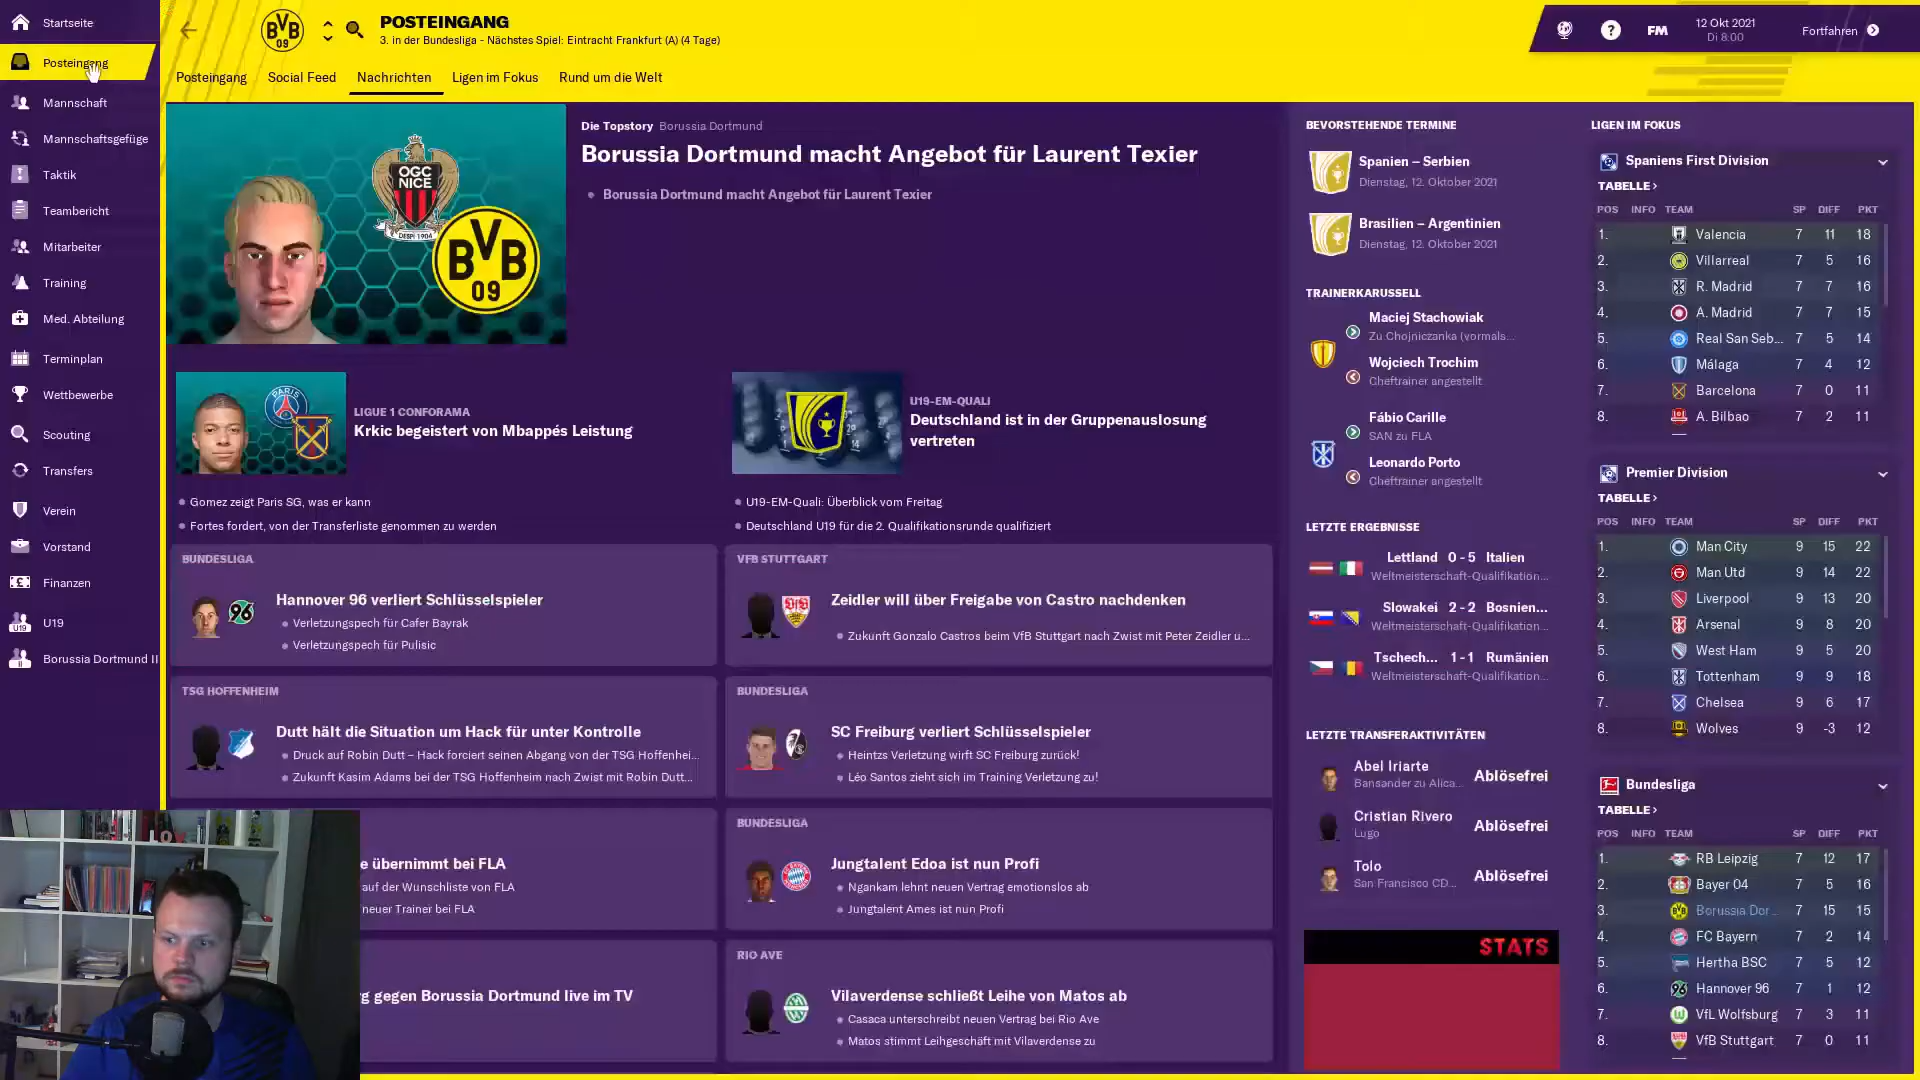 Startseite
Posteingang
Mannschaft
Mannschaftsgefüge
Taktik
Teambericht
Mitarbeiter
Training
Med. Abteilung
Terminplan
Wettbewerbe
Scouting
Transfers
Verein
Vorstand
Finanzen
U19
U19
Borussia Dortmund II
BVB
09
POSTEINGANG
3. in der Bundesliga - Nächstes Spiel: Eintracht Frankfurt (A) (4 Tage)
? FM
12 Okt 2021
Di 8:00
Fortfahren
Posteingang Social Feed Nachrichten Ligen im Fokus Rund um die Welt
OGC
NICE
DEPUIS 1904
BVB
09
Die Topstory Borussia Dortmund
Borussia Dortmund macht Angebot für Laurent Texier
Borussia Dortmund macht Angebot für Laurent Texier
PARIS
LIGUE 1 CONFORAMA
Krkic begeistert von Mbappés Leistung
Gomez zeigt Paris SG, was er kann
Fortes fordert, von der Transferliste genommen zu werden
U19-EM-QUALI
Deutschland ist in der Gruppenauslosung
vertreten
U19-EM-Quali: Überblick vom Freitag
Deutschland U19 für die 2. Qualifikationsrunde qualifiziert
BUNDESLIGA
96
Hannover 96 verliert Schlüsselspieler
Verletzungspech für Cafer Bayrak
Verletzungspech für Pulisic
VFB STUTTGART
Zeidler will über Freigabe von Castro nachdenken
Zukunft Gonzalo Castros beim VfB Stuttgart nach Zwist mit Peter Zeidler u...
TSG HOFFENHEIM
Dutt hält die Situation um Hack für unter Kontrolle
Druck auf Robin Dutt – Hack forciert seinen Abgang von der TSG Hoffenhei...
Zukunft Kasim Adams bei der TSG Hoffenheim nach Zwist mit Robin Dutt...
BUNDESLIGA
SC Freiburg verliert Schlüsselspieler
Heintzs Verletzung wirft SC Freiburg zurück!
Léo Santos zieht sich im Training Verletzung zu!
e übernimmt bei FLA
auf der Wunschliste von FLA
neuer Trainer bei FLA
BUNDESLIGA
Jungtalent Edoa ist nun Profi
Ngankam lehnt neuen Vertrag emotionslos ab
Jungtalent Ames ist nun Profi
g gegen Borussia Dortmund live im TV
RIO AVE
Vilaverdense schließt Leihe von Matos ab
Casaca unterschreibt neuen Vertrag bei Rio Ave
Matos stimmt Leihgeschäft mit Vilaverdense zu
BEVORSTEHENDE TERMINE
Spanien – Serbien
Dienstag, 12. Oktober 2021
Brasilien – Argentinien
Dienstag, 12. Oktober 2021
TRAINERKARUSSELL
Maciej Stachowiak
Zu Chojniczanka (vormals...
Wojciech Trochim
Cheftrainer angestellt
Fábio Carille
SAN zu FLA
Leonardo Porto
Cheftrainer angestellt
LETZTE ERGEBNISSE
Lettland 0 - 5 Italien
Weltmeisterschaft-Qualifikation...
Slowakei 2 - 2 Bosnien...
Weltmeisterschaft-Qualifikation...
Tschech... 1 - 1 Rumänien
Weltmeisterschaft-Qualifikation...
LETZTE TRANSFERAKTIVITÄTEN
Abel Iriarte
Bansander zu Alica...
Ablösefrei
Cristian Rivero
Lugo
Ablösefrei
Tolo
San Francisco CD...
Ablösefrei
STATS
LIGEN IM FOKUS
Spaniens First Division
TABELLE >
POS INFO TEAM SP DIFF PKT
1. Valencia 7 11 18
2. Villarreal 7 5 16
3. R. Madrid 7 7 16
4. A. Madrid 7 7 15
5. Real San Seb... 7 5 14
6. Málaga 7 4 12
7. Barcelona 7 0 11
8. A. Bilbao 7 2 11
Premier Division
TABELLE >
POS INFO TEAM SP DIFF PKT
1. Man City 9 15 22
2. Man Utd 9 14 22
3. Liverpool 9 13 20
4. Arsenal 9 8 20
5. West Ham 9 5 20
6. Tottenham 9 9 18
7. Chelsea 9 6 17
8. Wolves 9 -3 12
Bundesliga
TABELLE >
POS INFO TEAM SP DIFF PKT
1. RB Leipzig 7 12 17
2. Bayer 04 7 5 16
3. Borussia Dor... 7 15 15
4. FC Bayern 7 2 14
5. Hertha BSC 7 5 12
6. Hannover 96 7 1 12
7. VfL Wolfsburg 7 3 11
8. VfB Stuttgart 7 0 11